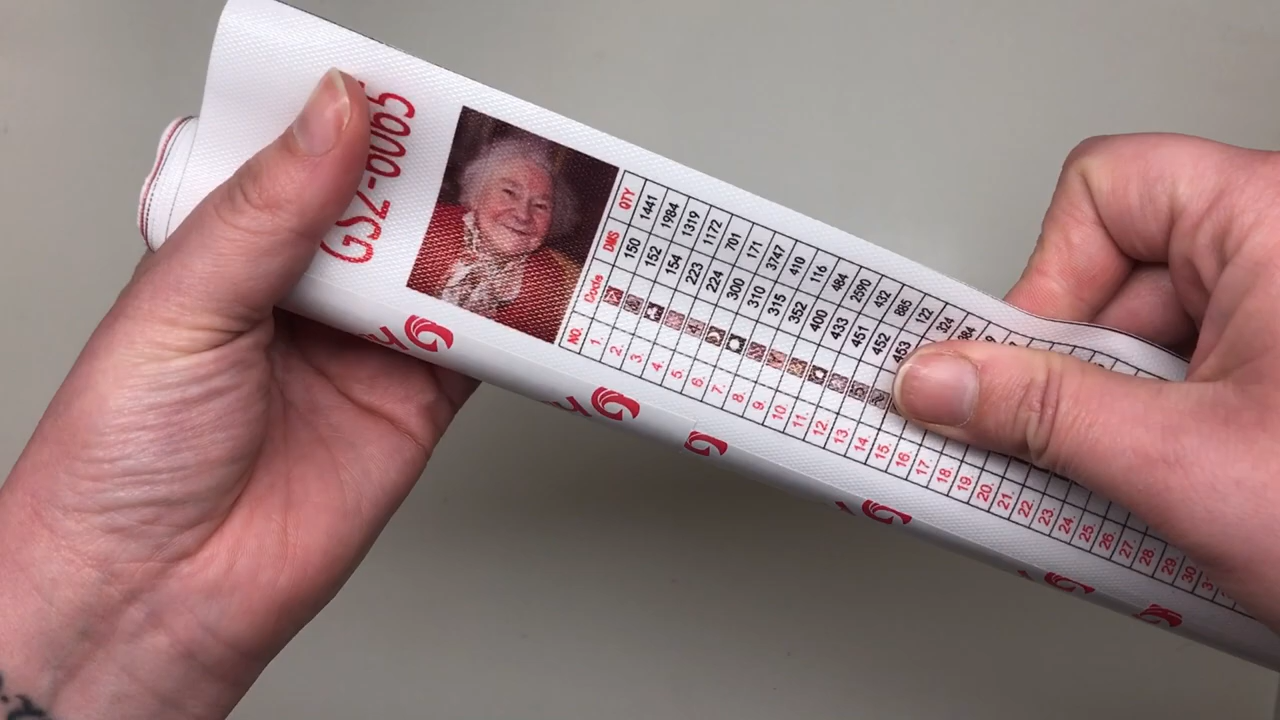 GS2-0065
NO. Code DMS QTY
1. 150 1441
2. 152 1984
3. 154 1319
4. 223 1172
5. 224 701
6. 300 171
7. 310 3747
8. 315 410
9. 352 116
10. 400 484
11. 433 2590
12. 451 432
13. 452
14. 453 122
15. 324
16.
17.
18.
19.
20.
21.
22.
23.
24.
25.
26.
27.
28.
29.
30